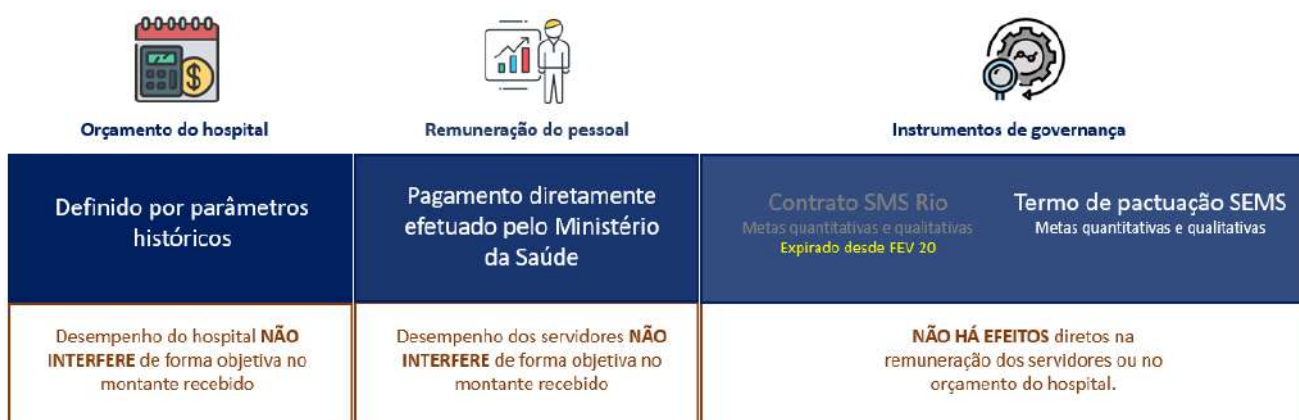 Orçamento do hospital
Remuneração do pessoal
Instrumentos de governança
Definido por parâmetros
históricos
Pagamento diretamente
efetuado pelo Ministério
da Saúde
Contrato SMS Rio
Metas quantitativas e qualitativas
Expirado desde FEV 20
Termo de pactuação SEMS
Metas quantitativas e qualitativas
Desempenho do hospital NÃO
INTERFERE de forma objetiva no
montante recebido
Desempenho dos servidores NÃO
INTERFERE de forma objetiva no
montante recebido
NÃO HÁ EFEITOS diretos na
remuneração dos servidores ou no
orçamento do hospital.